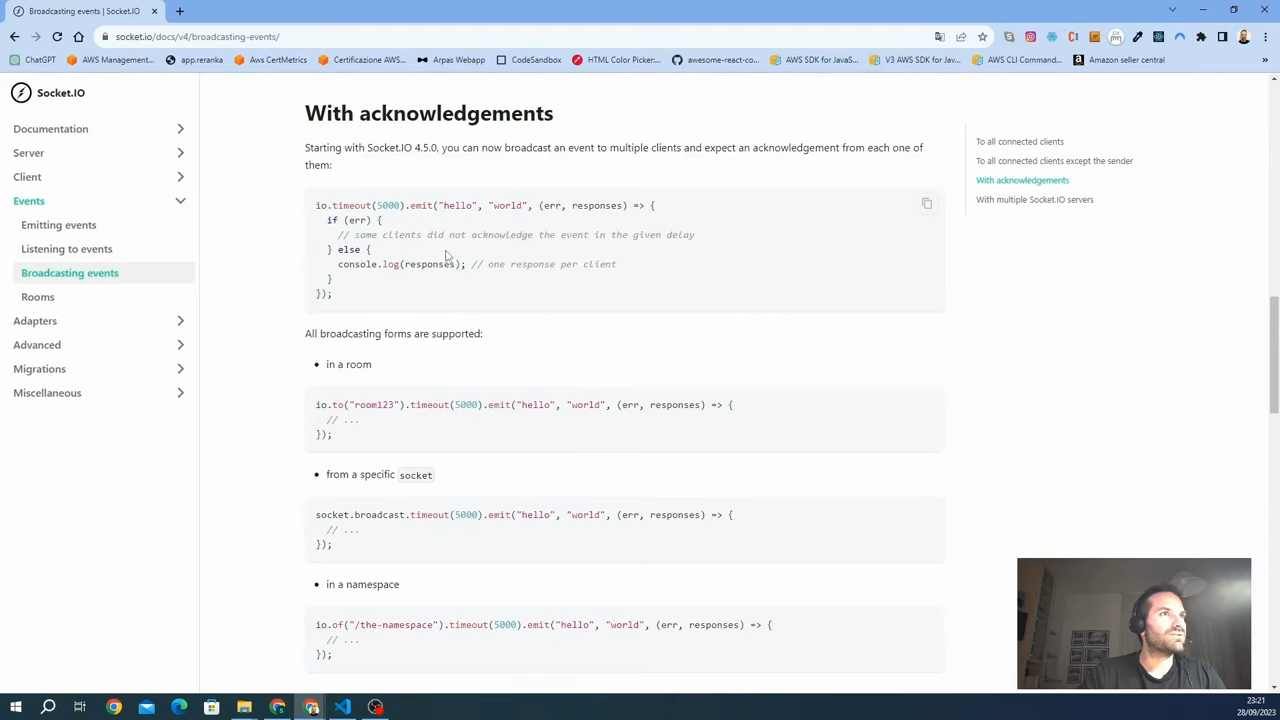 Broadcasting events | Socket.IO
socket.io/docs/v4/broadcasting-events/
ChatGPT
AWS Management...
app.reranka
Aws CertMetrics
AWS Certificazioni
Arpas Webapp
CodeSandbox
HTML Color Picker:...
awesome-react-co...
AWS SDK for JavaS...
V3 AWS SDK for Jav...
AWS CLI Command...
Amazon seller central
»
Socket.IO
Documentation
Server
Client
Events
Emitting events
Listening to events
Broadcasting events
Rooms
Adapters
Advanced
Migrations
Miscellaneous
With acknowledgements
Starting with Socket.IO 4.5.0, you can now broadcast an event to multiple clients and expect an acknowledgement from each one of
them:
io.timeout(5000).emit("hello", "world", (err, responses) => {
if (err) {
// some clients did not acknowledge the event in the given delay
} else {
console.log(responses); // one response per client
}
});
All broadcasting forms are supported:
• in a room
io.to("room123").timeout(5000).emit("hello", "world", (err, responses) => {
// ...
});
• from a specific socket
socket.broadcast.timeout(5000).emit("hello", "world", (err, responses) => {
// ...
});
• in a namespace
io.of("/the-namespace").timeout(5000).emit("hello", "world", (err, responses) => {
// ...
});
To all connected clients
To all connected clients except the sender
With acknowledgements
With multiple Socket.IO servers
23:21
28/09/2023